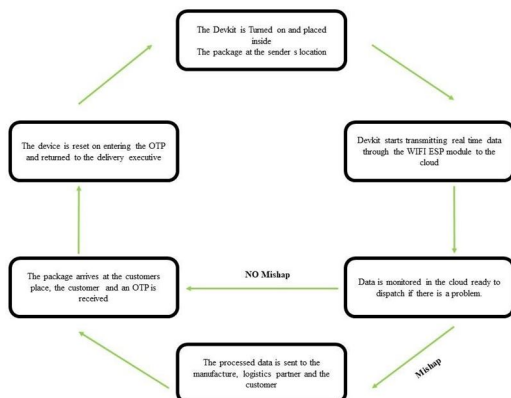 The Devkit is Turned on and placed
inside
The package at the sender s location
The device is reset on entering the OTP
and returned to the delivery executive
Devkit starts transmitting real time data
through the WIFI ESP module to the
cloud
The package arrives at the customers
place, the customer and an OTP is
received
NO Mishap
Data is monitored in the cloud ready to
dispatch if there is a problem.
Mishap
The processed data is sent to the
manufacture, logistics partner and the
customer